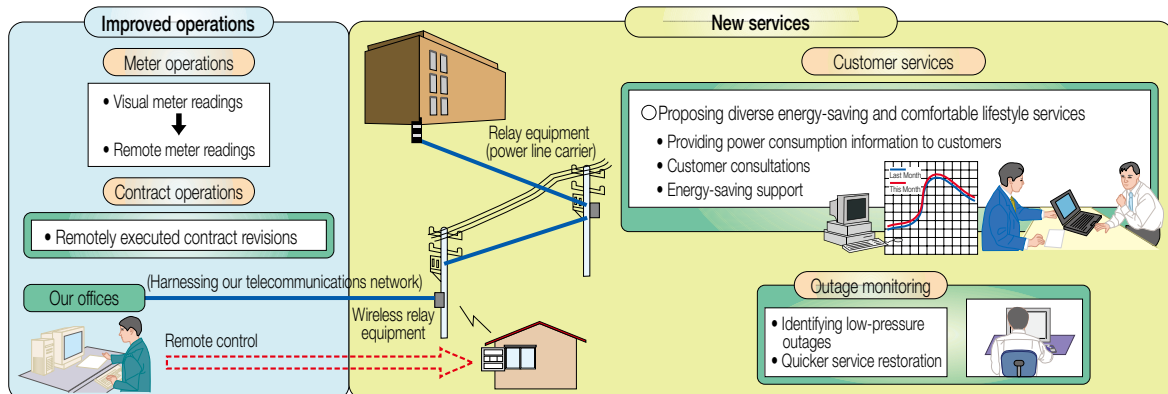 Improved operations
Meter operations
• Visual meter readings
• Remote meter readings
Contract operations
• Remotely executed contract revisions
Our offices
(Harnessing our telecommunications network)
Remote control
New services
Relay equipment
(power line carrier)
Wireless relay
equipment
Customer services
○Proposing diverse energy-saving and comfortable lifestyle services
• Providing power consumption information to customers
• Customer consultations
• Energy-saving support
Last Month
This Month
Outage monitoring
• Identifying low-pressure
outages
• Quicker service restoration